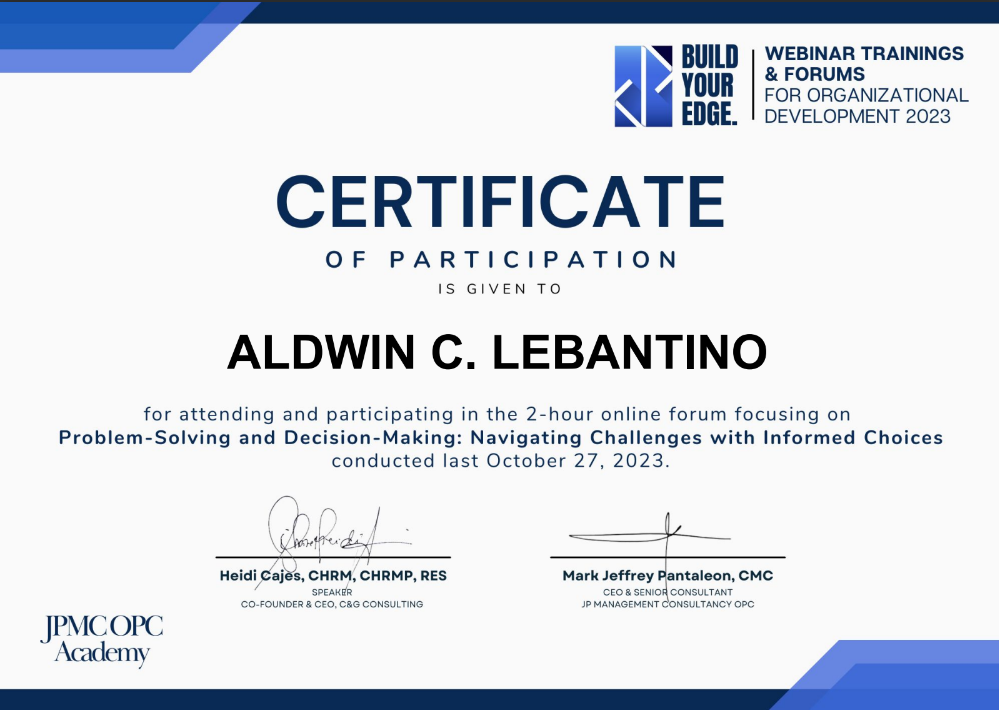 BUILD
YOUR
EDGE.
WEBINAR TRAININGS
& FORUMS
FOR ORGANIZATIONAL
DEVELOPMENT 2023
CERTIFICATE
OF PARTICIPATION
IS GIVEN TO
ALDWIN C. LEBANTINO
for attending and participating in the 2-hour online forum focusing on
Problem-Solving and Decision-Making: Navigating Challenges with Informed Choices
conducted last October 27, 2023.
Heidi Cajes, CHRM, CHRMP, RES
SPEAKER
CO-FOUNDER & CEO, C&G CONSULTING
Mark Jeffrey Pantaleon, CMC
CEO & SENIOR CONSULTANT
JP MANAGEMENT CONSULTANCY OPC
JPMC OPC
Academy